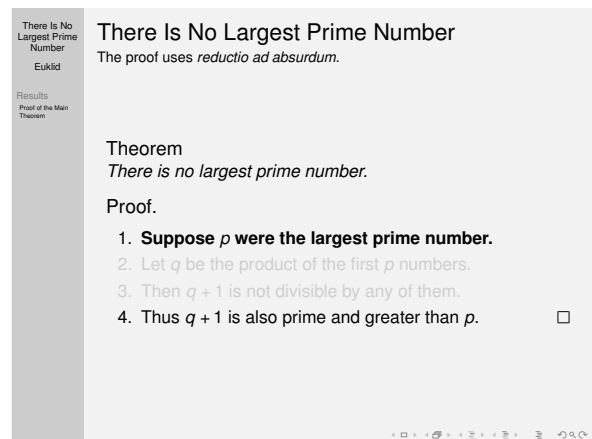 There Is No
Largest Prime
Number
Euklid
Results
Proof of the Main
Theorem
There Is No Largest Prime Number
The proof uses reductio ad absurdum.
Theorem
There is no largest prime number.
Proof.
1. Suppose p were the largest prime number.
2. Let q be the product of the first p numbers.
3. Then q + 1 is not divisible by any of them.
4. Thus q + 1 is also prime and greater than p. □